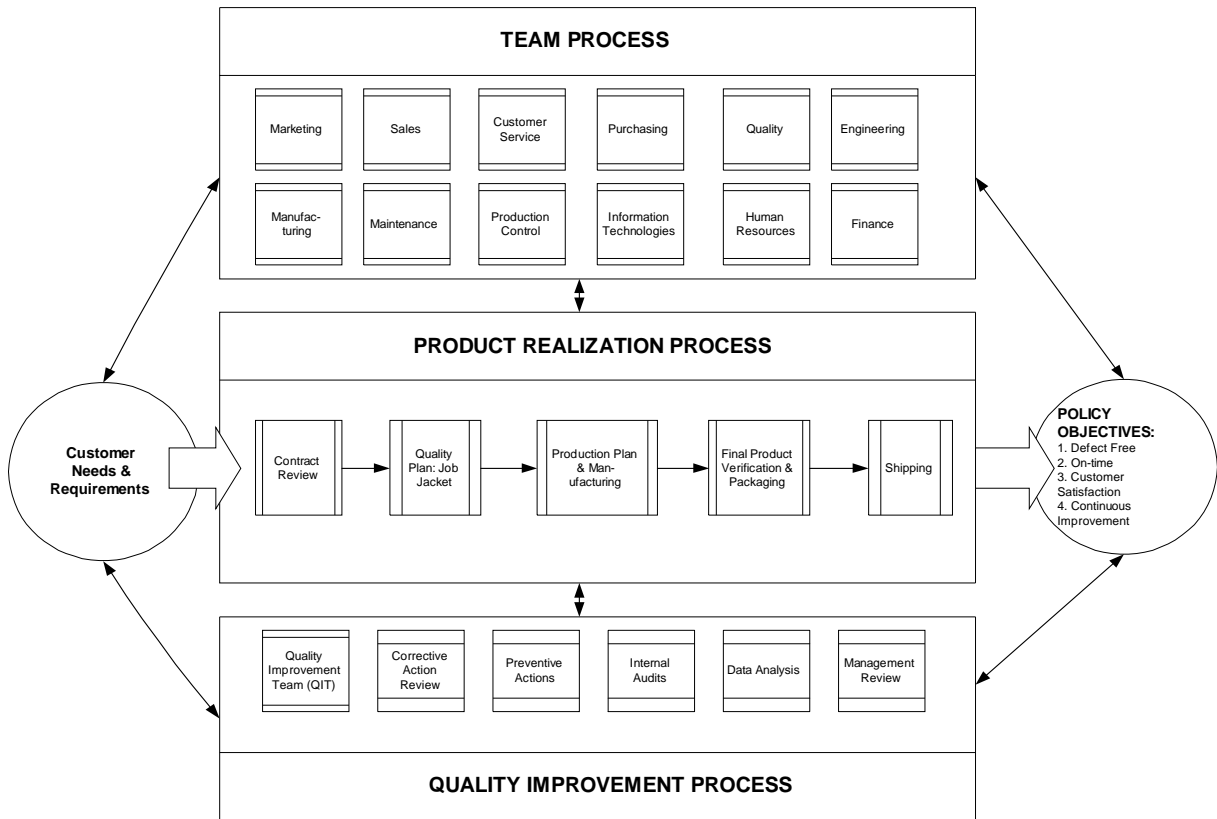 TEAM PROCESS
Marketing
Sales
Customer
Service
Purchasing
Quality
Engineering
Manufac-
turing
Maintenance
Production
Control
Information
Technologies
Human
Resources
Finance
PRODUCT REALIZATION PROCESS
Customer
Needs &
Requirements
Contract
Review
Quality
Plan: Job
Jacket
Production Plan
& Man-
ufacturing
Final Product
Verification &
Packaging
Shipping
POLICY
OBJECTIVES:
1. Defect Free
2. On-time
3. Customer
Satisfaction
4. Continuous
Improvement
Quality
Improvement
Team (QIT)
Corrective
Action
Review
Preventive
Actions
Internal
Audits
Data Analysis
Management
Review
QUALITY IMPROVEMENT PROCESS